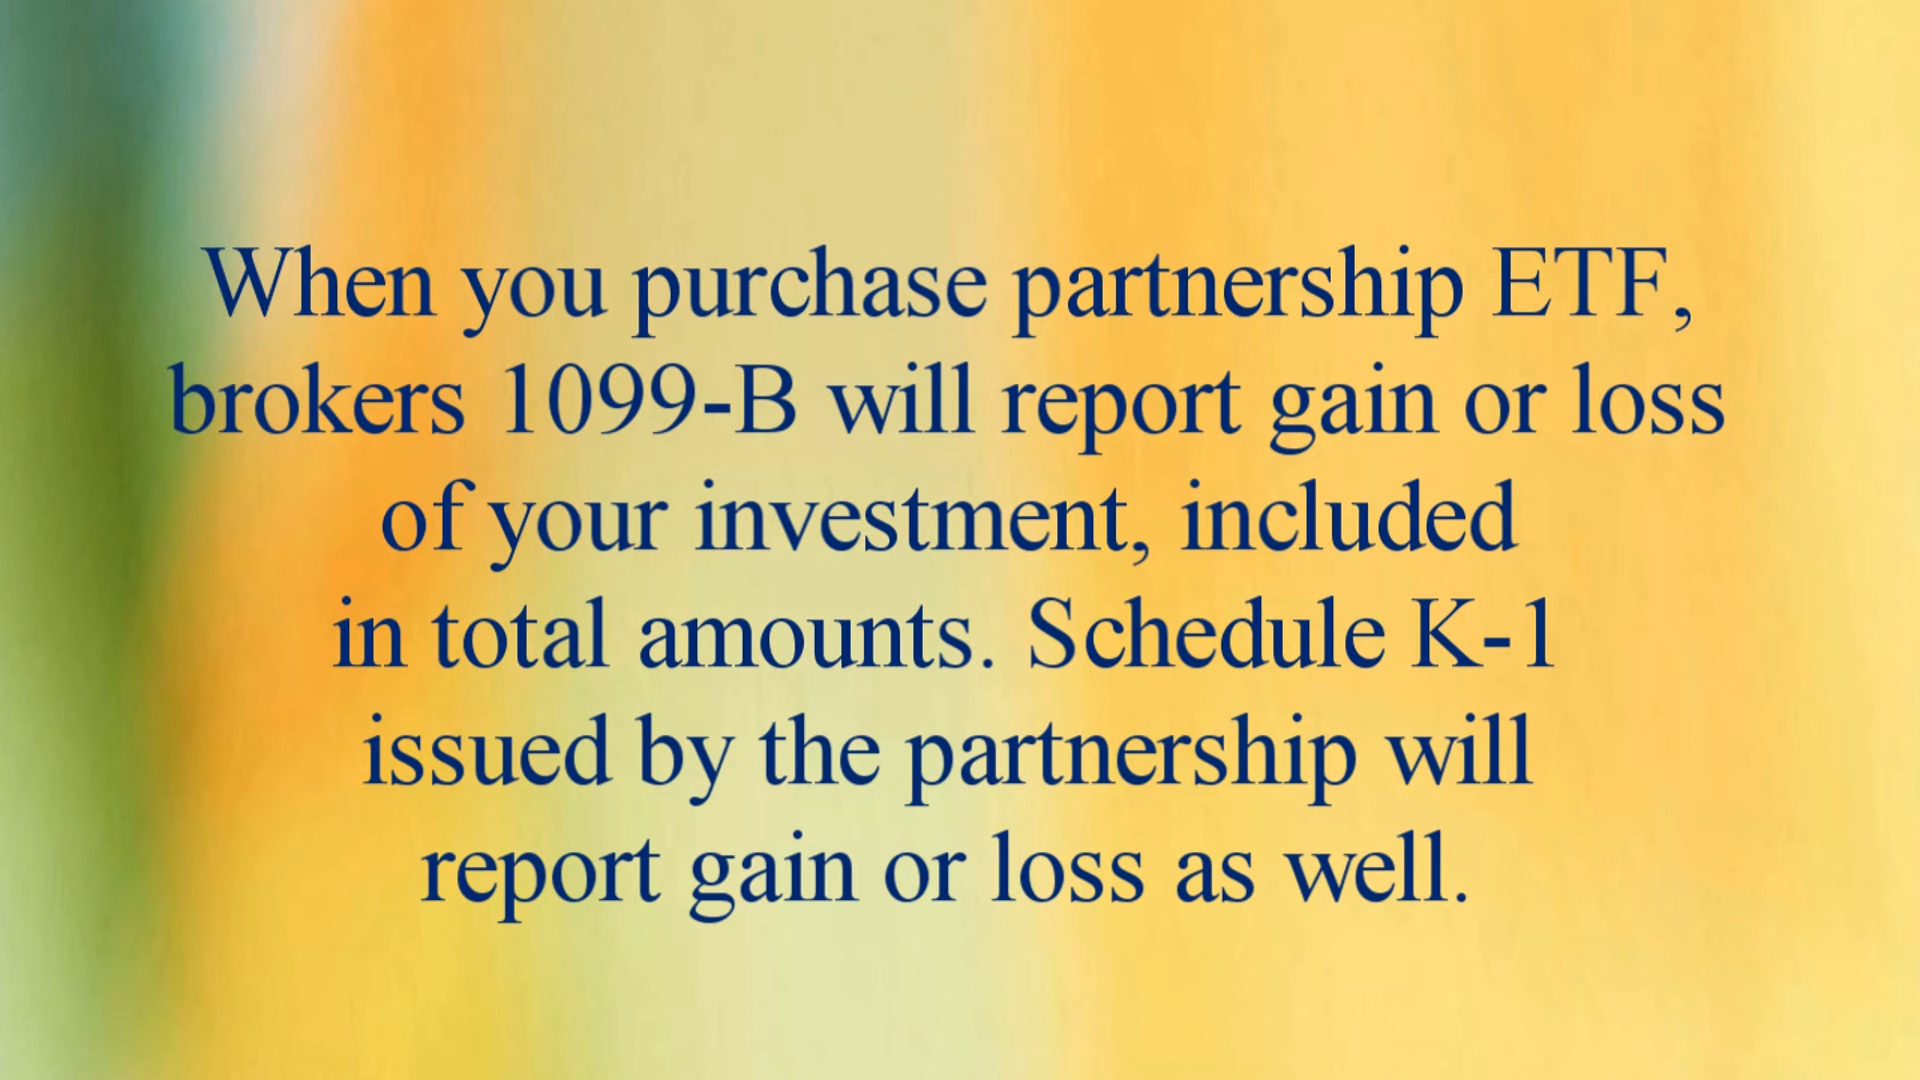 When you purchase partnership ETF,
brokers 1099-B will report gain or loss
of your investment, included
in total amounts. Schedule K-1
issued by the partnership will
report gain or loss as well.